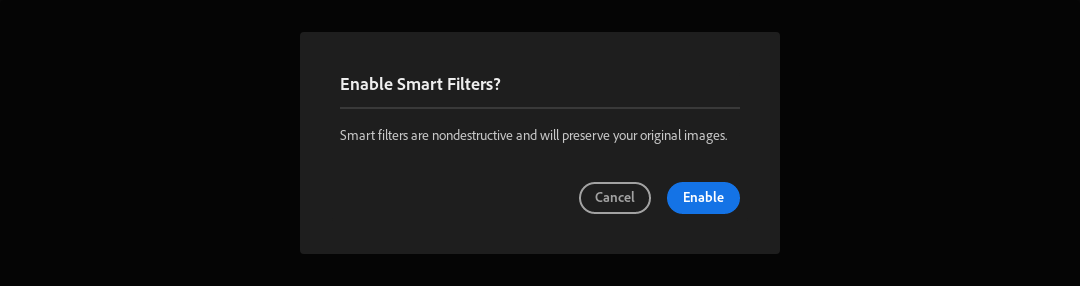 Enable Smart Filters?
Smart filters are nondestructive and will preserve your original images.
Cancel
Enable